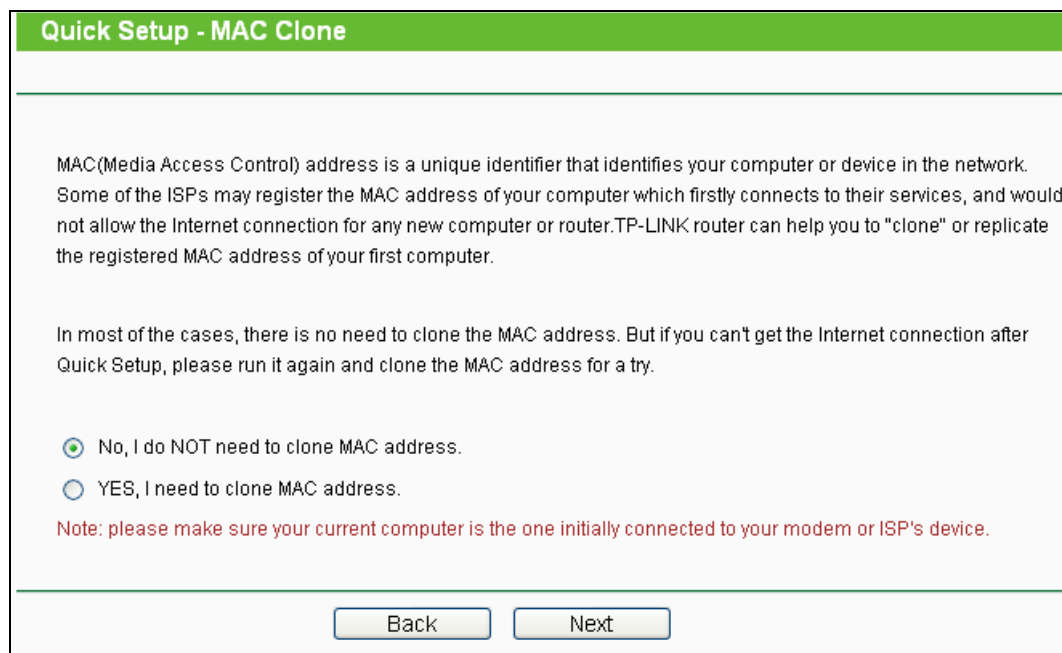 Quick Setup - MAC Clone
MAC(Media Access Control) address is a unique identifier that identifies your computer or device in the network.
Some of the ISPs may register the MAC address of your computer which firstly connects to their services, and would
not allow the Internet connection for any new computer or router.TP-LINK router can help you to "clone" or replicate
the registered MAC address of your first computer.
In most of the cases, there is no need to clone the MAC address. But if you can't get the Internet connection after
Quick Setup, please run it again and clone the MAC address for a try.
No, I do NOT need to clone MAC address.
YES, I need to clone MAC address.
Note: please make sure your current computer is the one initially connected to your modem or ISP's device.
Back Next